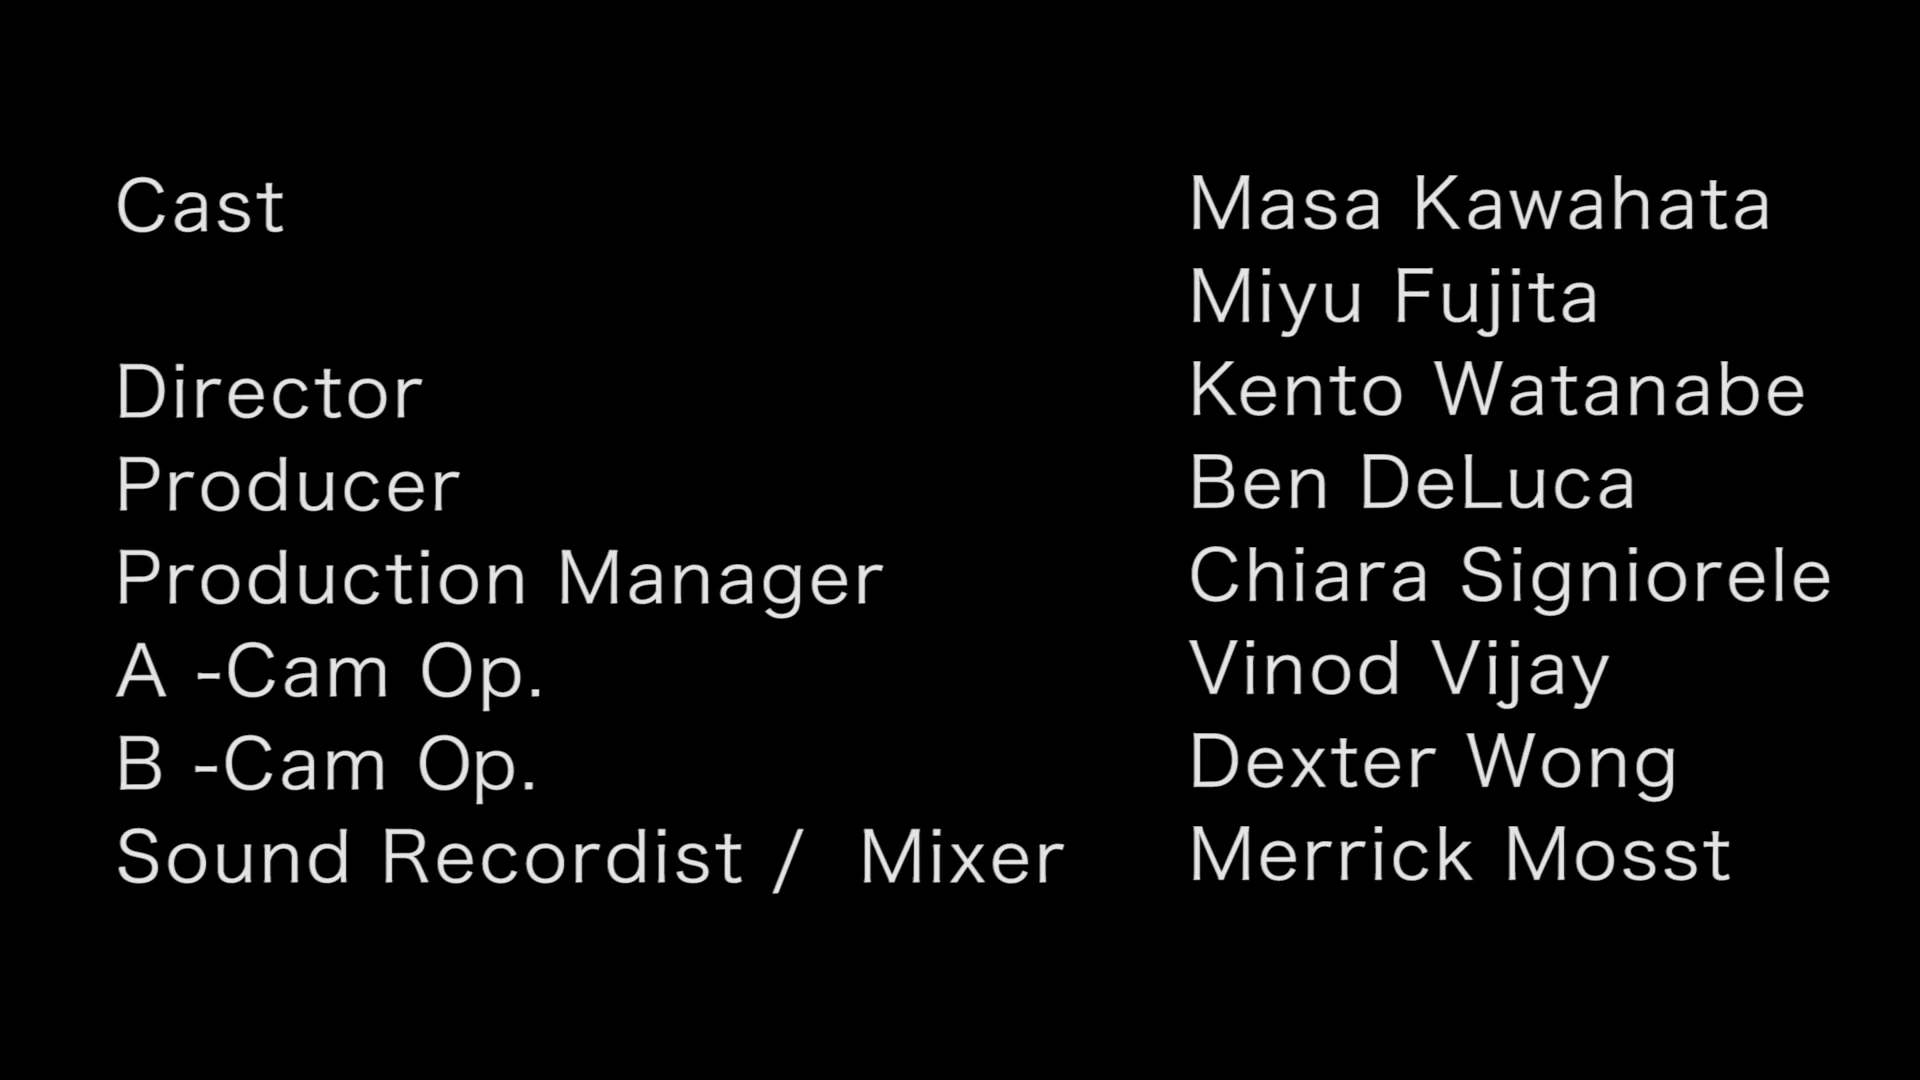 Cast Masa Kawahata
Miyu Fujita
Director Kento Watanabe
Producer Ben DeLuca
Production Manager Chiara Signiorele
A -Cam Op. Vinod Vijay
B -Cam Op. Dexter Wong
Sound Recordist /  Mixer Merrick Mosst